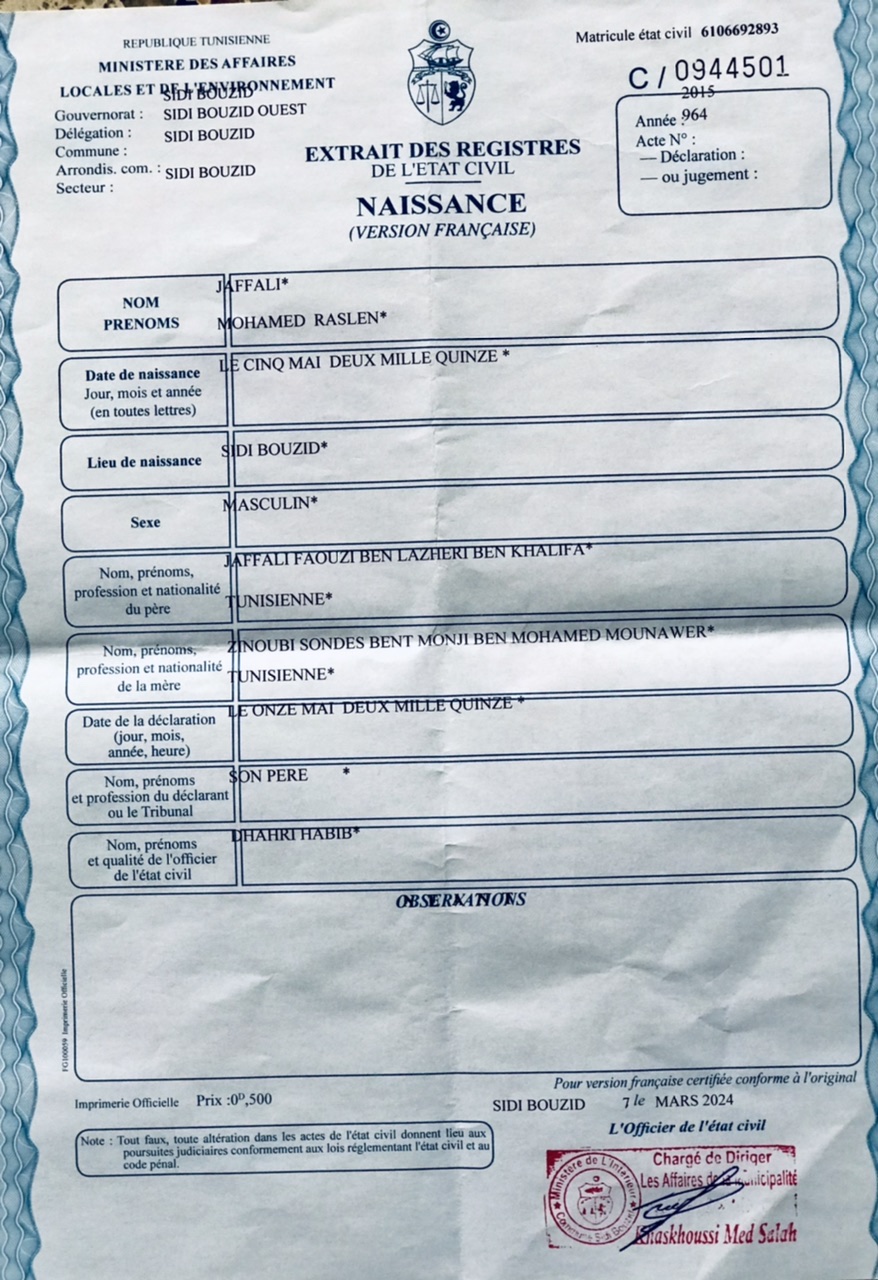 REPUBLIQUE TUNISIENNE
MINISTERE DES AFFAIRES
LOCALES ET DE L'ENVIRONNEMENT
SIDI BOUZID
Gouvernorat : SIDI BOUZID OUEST
Délégation : SIDI BOUZID
Commune :
Arrondis. com. : SIDI BOUZID
Secteur :
Matricule état civil 6106692893
C / 0944501
2015
Année : 964
Acte N° :
— Déclaration :
— ou jugement :
EXTRAIT DES REGISTRES
DE L'ETAT CIVIL
NAISSANCE
(VERSION FRANÇAISE)
NOM JAFFALI*
PRENOMS MOHAMED RASLEN*
Date de naissance LE CINQ MAI DEUX MILLE QUINZE *
Jour, mois et année
(en toutes lettres)
Lieu de naissance SIDI BOUZID*
Sexe MASCULIN*
Nom, prénoms, JAFFALI FAOUZI BEN LAZHERI BEN KHALIFA*
profession et nationalité
du père TUNISIENNE*
Nom, prénoms, ZINOUBI SONDES BENT MONJI BEN MOHAMED MOUNAWER*
profession et nationalité
de la mère TUNISIENNE*
Date de la déclaration LE ONZE MAI DEUX MILLE QUINZE *
(jour, mois,
année, heure)
Nom, prénoms SON PERE *
et profession du déclarant
ou le Tribunal
Nom, prénoms DHAHRI HABIB*
et qualité de l'officier
de l'état civil
OBSERVATIONS
FG100059 Imprimerie Officielle
Pour version française certifiée conforme à l'original
Imprimerie Officielle Prix :0ᴰ,500
SIDI BOUZID 7 le MARS 2024
L'Officier de l'état civil
Note : Tout faux, toute altération dans les actes de l'état civil donnent lieu aux
poursuites judiciaires conformement aux lois réglementant l'état civil et au
code pénal.
Ministère de L'Intérieur
Commune Sidi Bouzid
Chargé de Diriger
Les Affaires de la Municipalité
Khaskhoussi Med Salah